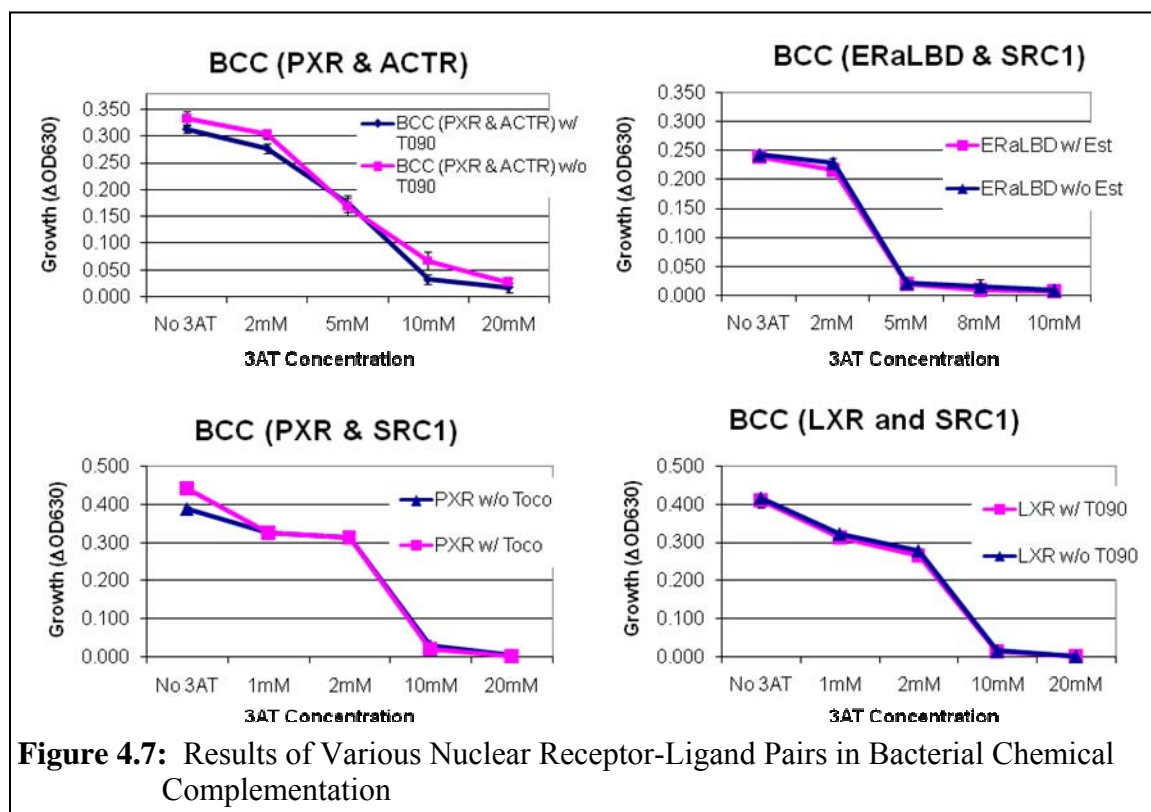 BCC (PXR & ACTR)
Growth (ΔOD630)
0.350
0.300
0.250
0.200
0.150
0.100
0.050
0.000
BCC (PXR & ACTR) w/
T090
BCC (PXR & ACTR) w/o
T090
No 3AT 2mM 5mM 10mM 20mM
3AT Concentration
BCC (ERaLBD & SRC1)
Growth (ΔOD630)
0.350
0.300
0.250
0.200
0.150
0.100
0.050
0.000
ERaLBD w/ Est
ERaLBD w/o Est
No 3AT 2mM 5mM 8mM 10mM
3AT Concentration
BCC (PXR & SRC1)
Growth (ΔOD630)
0.500
0.400
0.300
0.200
0.100
0.000
PXR w/o Toco
PXR w/ Toco
No 3AT 1mM 2mM 10mM 20mM
3AT Concentration
BCC (LXR and SRC1)
Growth (ΔOD630)
0.500
0.400
0.300
0.200
0.100
0.000
LXR w/ T090
LXR w/o T090
No 3AT 1mM 2mM 10mM 20mM
3AT Concentration
Figure 4.7: Results of Various Nuclear Receptor-Ligand Pairs in Bacterial Chemical
Complementation